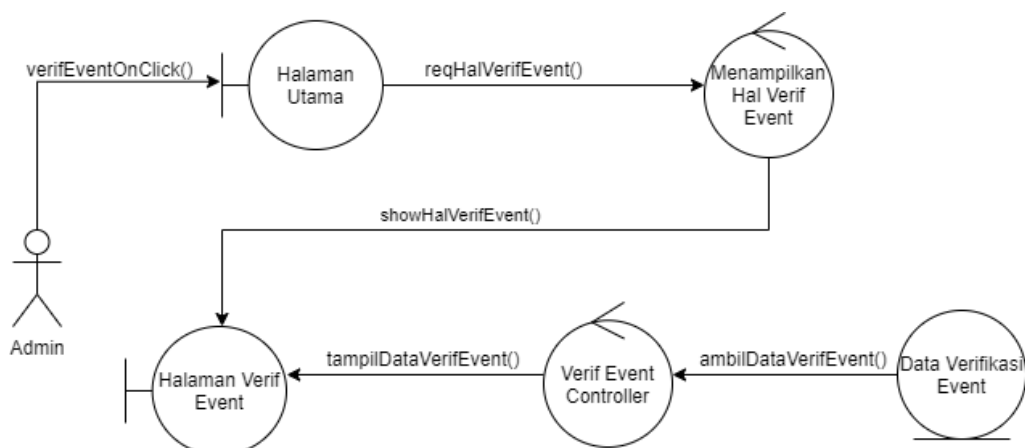 verifEventOnClick()
Halaman
Utama
reqHalVerifEvent()
Menampilkan
Hal Verif
Event
showHalVerifEvent()
Admin
Halaman Verif
Event
tampilDataVerifEvent()
Verif Event
Controller
ambilDataVerifEvent()
Data Verifikasi
Event